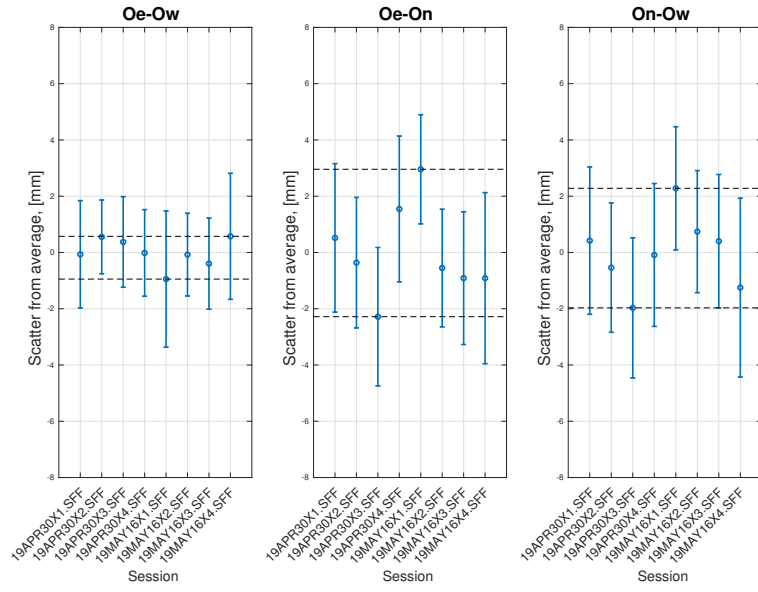 Oe-Ow
Oe-On
On-Ow
Scatter from average, [mm]
8
6
4
2
0
-2
-4
-6
-8
19APR30X1.SFF
19APR30X2.SFF
19APR30X3.SFF
19APR30X4.SFF
19MAY16X1.SFF
19MAY16X2.SFF
19MAY16X3.SFF
19MAY16X4.SFF
Session
Scatter from average, [mm]
8
6
4
2
0
-2
-4
-6
-8
19APR30X1.SFF
19APR30X2.SFF
19APR30X3.SFF
19APR30X4.SFF
19MAY16X1.SFF
19MAY16X2.SFF
19MAY16X3.SFF
19MAY16X4.SFF
Session
Scatter from average, [mm]
8
6
4
2
0
-2
-4
-6
-8
19APR30X1.SFF
19APR30X2.SFF
19APR30X3.SFF
19APR30X4.SFF
19MAY16X1.SFF
19MAY16X2.SFF
19MAY16X3.SFF
19MAY16X4.SFF
Session